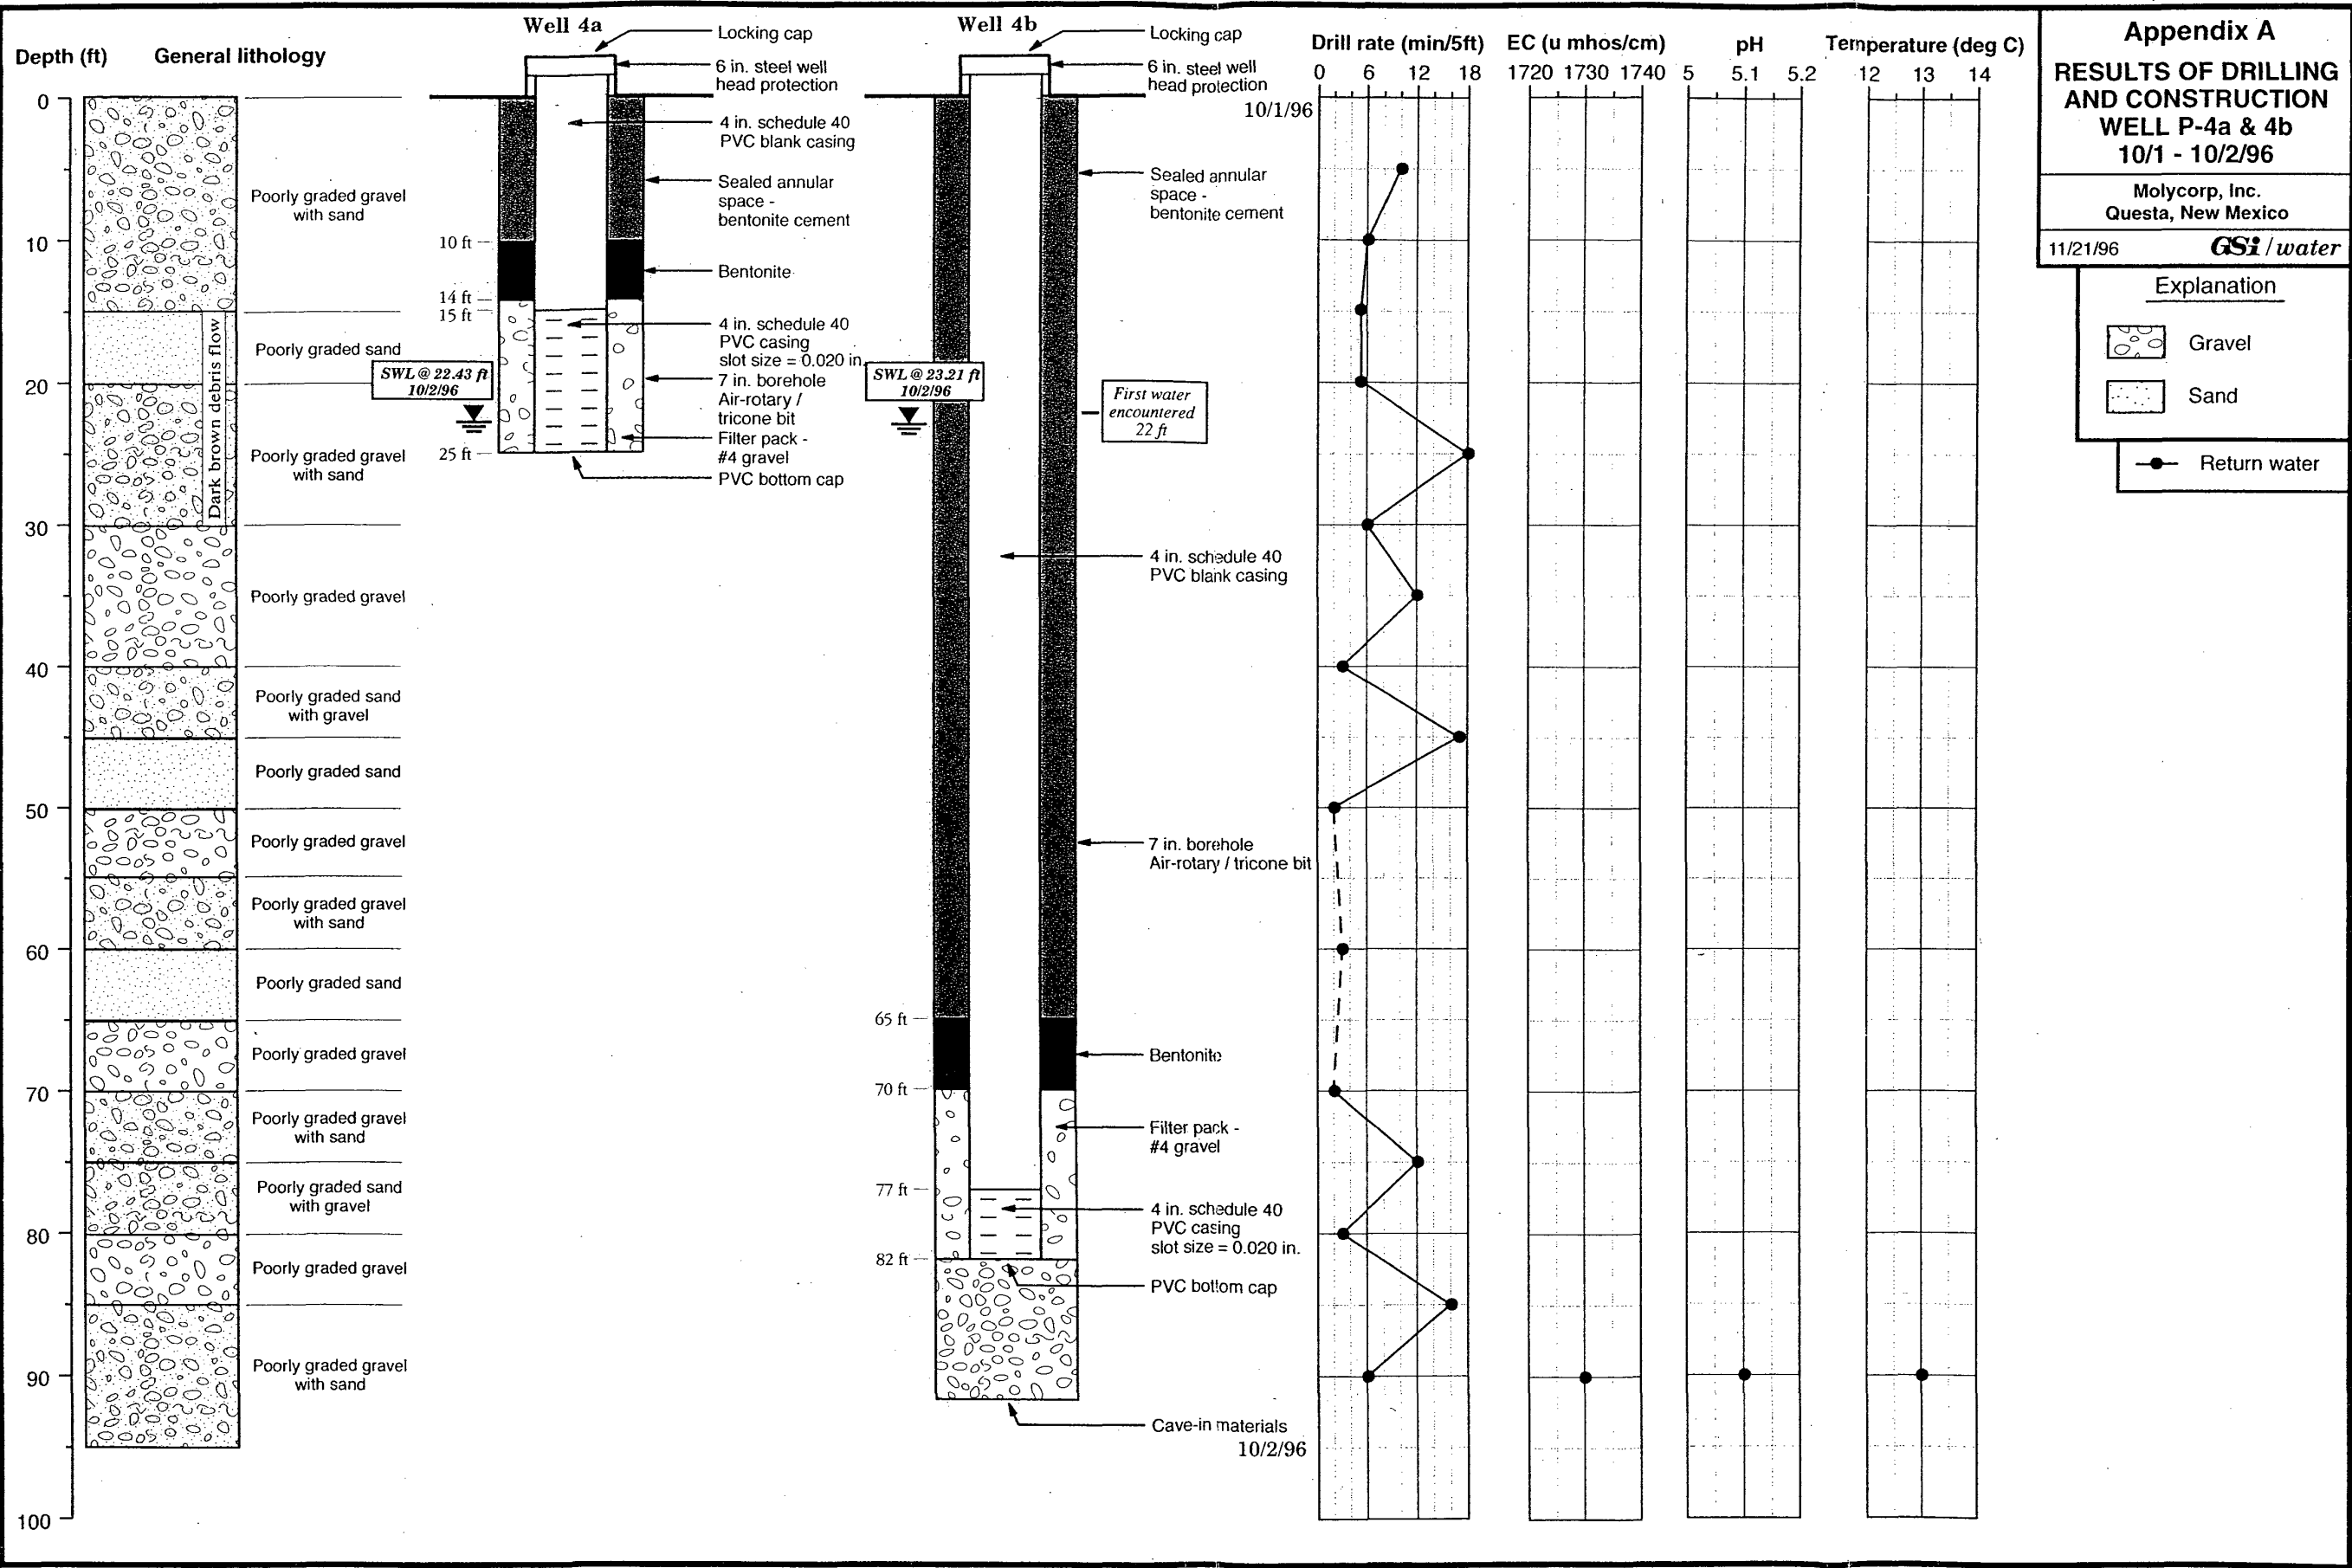 Depth (ft)
General lithology
0
10
20
30
40
50
60
70
80
90
100
Poorly graded gravel
with sand
Poorly graded sand
Dark brown debris flow
Poorly graded gravel
with sand
Poorly graded gravel
Poorly graded sand
with gravel
Poorly graded sand
Poorly graded gravel
Poorly graded gravel
with sand
Poorly graded sand
Poorly graded gravel
Poorly graded gravel
with sand
Poorly graded sand
with gravel
Poorly graded gravel
Poorly graded gravel
with sand
Well 4a
Locking cap
6 in. steel well
head protection
4 in. schedule 40
PVC blank casing
Sealed annular
space -
bentonite cement
10 ft
Bentonite
14 ft
15 ft
4 in. schedule 40
PVC casing
slot size = 0.020 in.
SWL @ 22.43 ft
10/2/96
7 in. borehole
Air-rotary /
tricone bit
Filter pack -
#4 gravel
25 ft
PVC bottom cap
Well 4b
Locking cap
6 in. steel well
head protection
10/1/96
Sealed annular
space -
bentonite cement
SWL @ 23.21 ft
10/2/96
First water
encountered
22 ft
4 in. schedule 40
PVC blank casing
7 in. borehole
Air-rotary / tricone bit
65 ft
Bentonite
70 ft
Filter pack -
#4 gravel
77 ft
4 in. schedule 40
PVC casing
slot size = 0.020 in.
82 ft
PVC bottom cap
Cave-in materials
10/2/96
Drill rate (min/5ft)
0 6 12 18
EC (u mhos/cm)
1720 1730 1740
pH
5 5.1 5.2
Temperature (deg C)
12 13 14
Appendix A
RESULTS OF DRILLING
AND CONSTRUCTION
WELL P-4a & 4b
10/1 - 10/2/96
Molycorp, Inc.
Questa, New Mexico
11/21/96 GSi / water
Explanation
Gravel
Sand
Return water